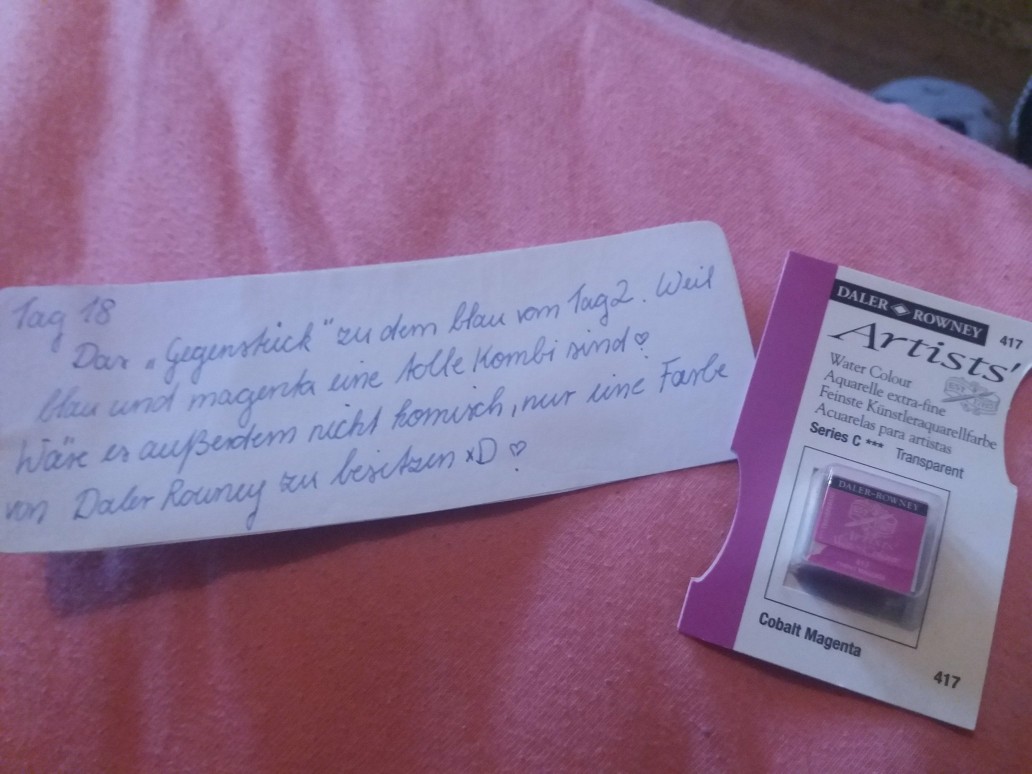 Tag 18
Das „Gegenstück" zu dem blau vom Tag 2. Weil
blau und magenta eine tolle Kombi sind ♡
Wäre es außerdem nicht komisch, nur eine Farbe
von Daler Rowney zu besitzen xD ♡
DALER ROWNEY
417
Artists'
Water Colour
Aquarelle extra-fine
Feinste Künstleraquarellfarbe
Acuarelas para artistas
Series C *** Transparent
DALER-ROWNEY
Cobalt Magenta
417